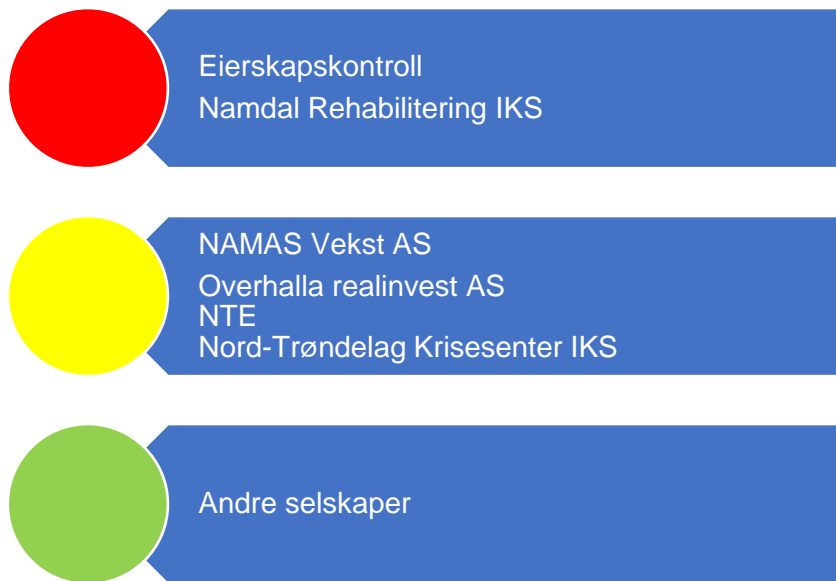 Eierskapskontroll
Namdal Rehabilitering IKS
NAMAS Vekst AS
Overhalla realinvest AS
NTE
Nord-Trøndelag Krisesenter IKS
Andre selskaper